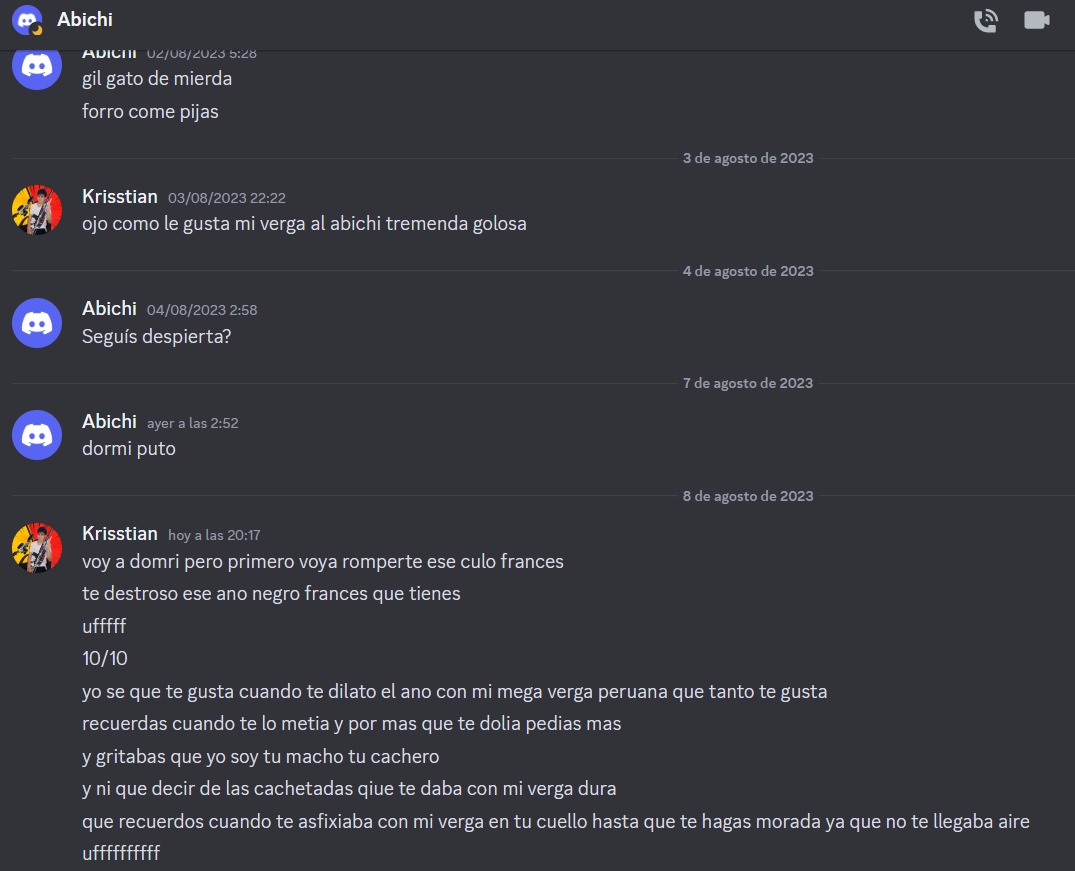 Abichi
Abichi 02/08/2023 5:28
gil gato de mierda
forro come pijas
3 de agosto de 2023
Krisstian 03/08/2023 22:22
ojo como le gusta mi verga al abichi tremenda golosa
4 de agosto de 2023
Abichi 04/08/2023 2:58
Seguís despierta?
7 de agosto de 2023
Abichi ayer a las 2:52
dormi puto
8 de agosto de 2023
Krisstian hoy a las 20:17
voy a domri pero primero voya romperte ese culo frances
te destroso ese ano negro frances que tienes
ufffff
10/10
yo se que te gusta cuando te dilato el ano con mi mega verga peruana que tanto te gusta
recuerdas cuando te lo metia y por mas que te dolia pedias mas
y gritabas que yo soy tu macho tu cachero
y ni que decir de las cachetadas qiue te daba con mi verga dura
que recuerdos cuando te asfixiaba con mi verga en tu cuello hasta que te hagas morada ya que no te llegaba aire
uffffffffff